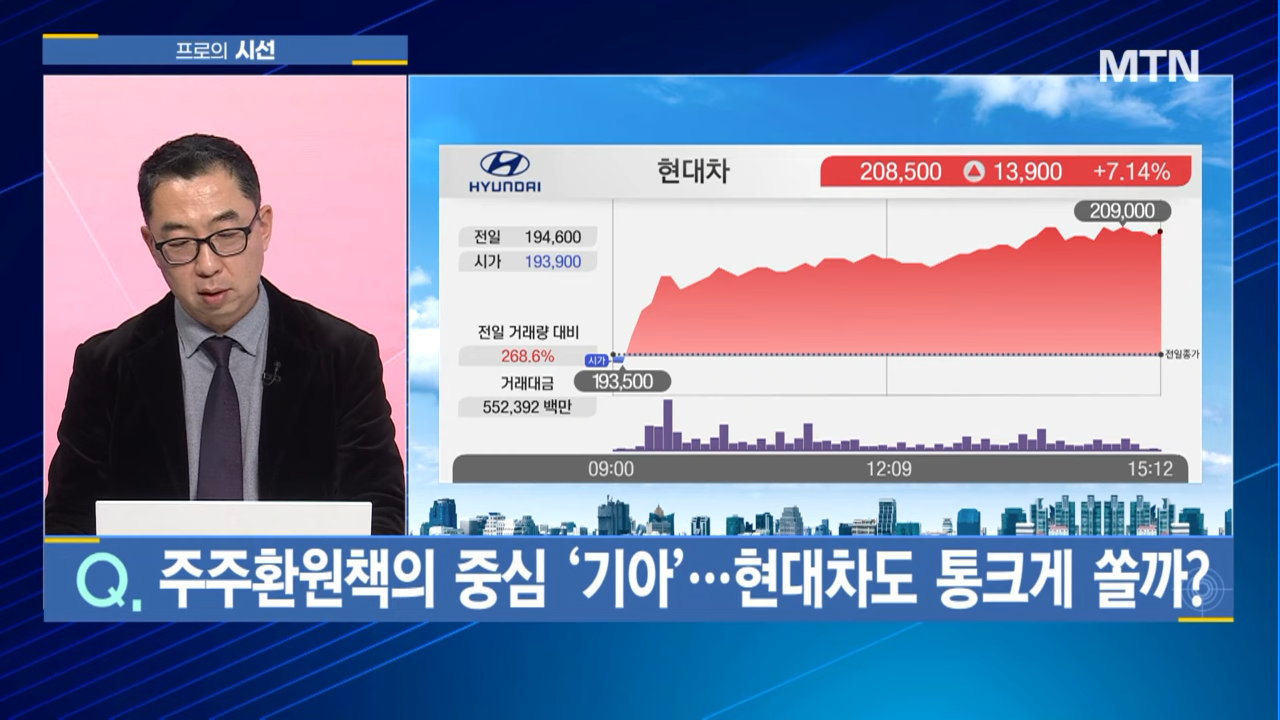 프로의 시선
MTN
HYUNDAI
현대차
208,500 ▲ 13,900 +7.14%
209,000
전일 194,600
시가 193,900
전일 거래량 대비
268.6%
거래대금
552,392 백만
시가
193,500
전일종가
09:00 12:09 15:12
Q. 주주환원책의 중심 ‘기아’…현대차도 통크게 쏠까?